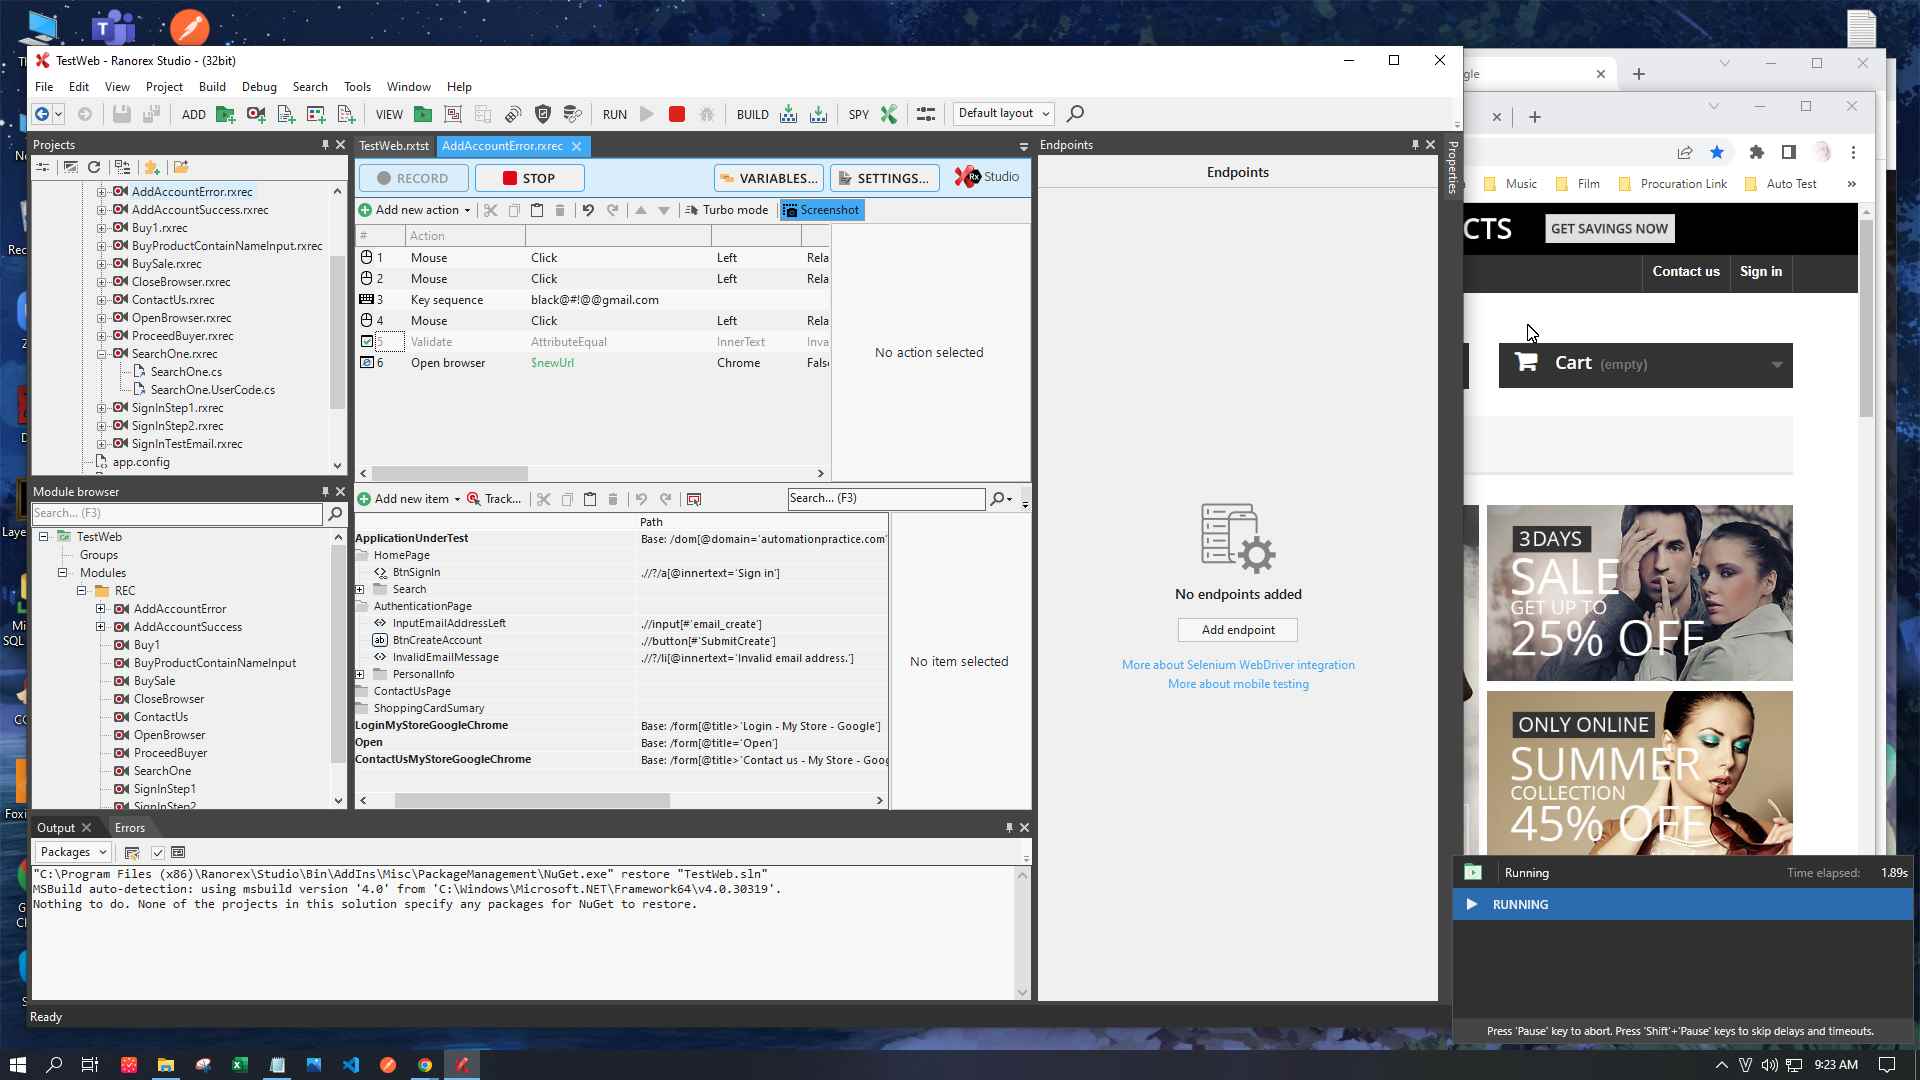 TestWeb - Ranorex Studio - (32bit)
File Edit View Project Build Debug Search Tools Window Help
ADD VIEW RUN BUILD SPY Default layout
Projects
AddAccountError.rxrec
AddAccountSuccess.rxrec
Buy1.rxrec
BuyProductContainNameInput.rxrec
BuySale.rxrec
CloseBrowser.rxrec
ContactUs.rxrec
OpenBrowser.rxrec
ProceedBuyer.rxrec
SearchOne.rxrec
SearchOne.cs
SearchOne.UserCode.cs
SignInStep1.rxrec
SignInStep2.rxrec
SignInTestEmail.rxrec
app.config
Module browser
Search... (F3)
TestWeb
Groups
Modules
REC
AddAccountError
AddAccountSuccess
Buy1
BuyProductContainNameInput
BuySale
CloseBrowser
ContactUs
OpenBrowser
ProceedBuyer
SearchOne
SignInStep1
SignInStep2
TestWeb.rxtst AddAccountError.rxrec
RECORD STOP VARIABLES... SETTINGS... Rx Studio
Add new action Turbo mode Screenshot
# Action
1 Mouse Click Left Rela
2 Mouse Click Left Rela
3 Key sequence black@#!@@gmail.com
4 Mouse Click Left Rela
5 Validate AttributeEqual InnerText Inva
6 Open browser $newUrl Chrome False
No action selected
Add new item Track... Search... (F3)
Path
ApplicationUnderTest Base: /dom[@domain='automationpractice.com'
HomePage
BtnSignIn .//?/a[@innertext='Sign in']
Search
AuthenticationPage
InputEmailAddressLeft .//input[#'email_create']
BtnCreateAccount .//button[#'SubmitCreate']
InvalidEmailMessage .//?/li[@innertext='Invalid email address.']
PersonalInfo
ContactUsPage
ShoppingCardSumary
LoginMyStoreGoogleChrome Base: /form[@title>'Login - My Store - Google']
Open Base: /form[@title='Open']
ContactUsMyStoreGoogleChrome Base: /form[@title>'Contact us - My Store - Goog
No item selected
Output Errors
Packages
"C:\Program Files (x86)\Ranorex\Studio\Bin\AddIns\Misc\PackageManagement\NuGet.exe" restore "TestWeb.sln"
MSBuild auto-detection: using msbuild version '4.0' from 'C:\Windows\Microsoft.NET\Framework64\v4.0.30319'.
Nothing to do. None of the projects in this solution specify any packages for NuGet to restore.
Ready
Endpoints
Endpoints
No endpoints added
Add endpoint
More about Selenium WebDriver integration
More about mobile testing
Properties
gle
Music Film Procuration Link Auto Test »
CTS GET SAVINGS NOW
Contact us Sign in
Cart (empty)
3 DAYS
SALE
GET UP TO
25% OFF
ONLY ONLINE
SUMMER
COLLECTION
45% OFF
Running Time elapsed: 1.89s
RUNNING
Press 'Pause' key to abort. Press 'Shift'+'Pause' keys to skip delays and timeouts.
9:23 AM